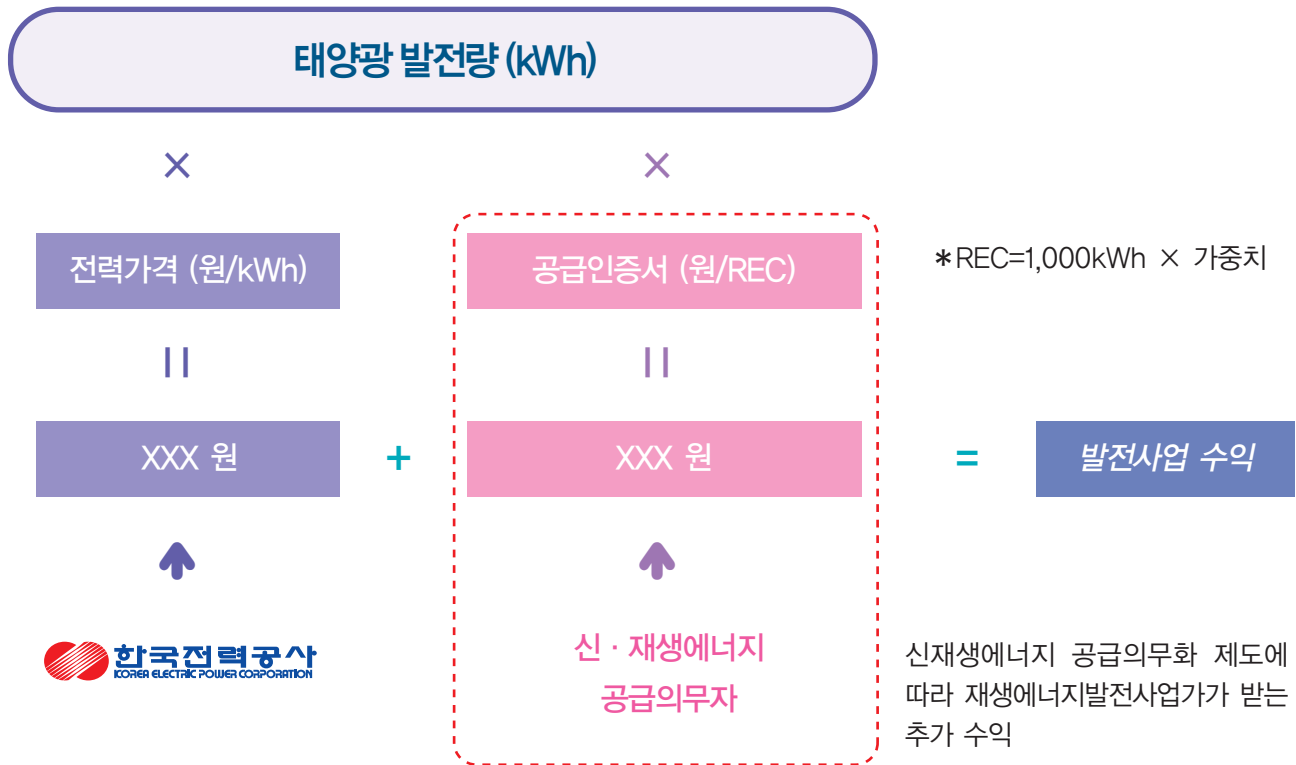 태양광 발전량 (kWh)
× ×
전력가격 (원/kWh) 공급인증서 (원/REC) *REC=1,000kWh × 가중치
XXX 원 + XXX 원 = 발전사업 수익
한국전력공사
KOREA ELECTRIC POWER CORPORATION
신 · 재생에너지
공급의무자
신재생에너지 공급의무화 제도에
따라 재생에너지발전사업가가 받는
추가 수익